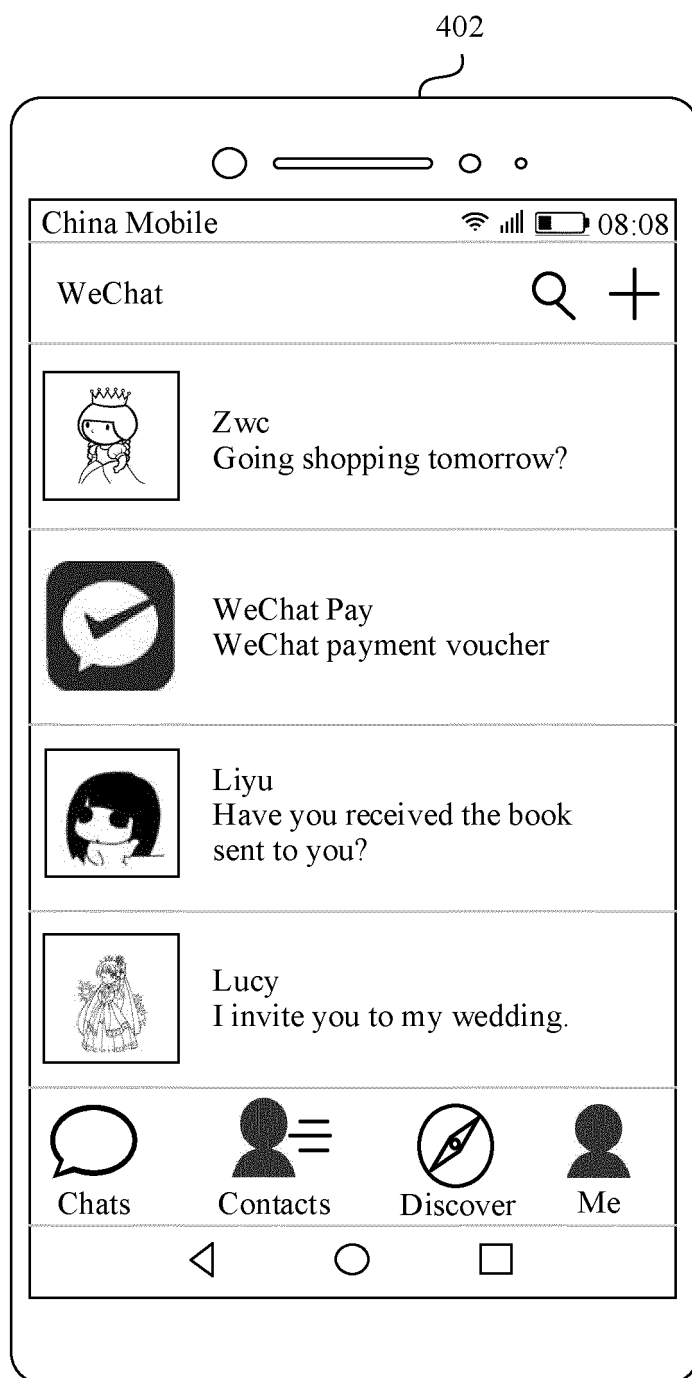 402
China Mobile 08:08
WeChat
Zwc
Going shopping tomorrow?
WeChat Pay
WeChat payment voucher
Liyu
Have you received the book
sent to you?
Lucy
I invite you to my wedding.
Chats Contacts Discover Me